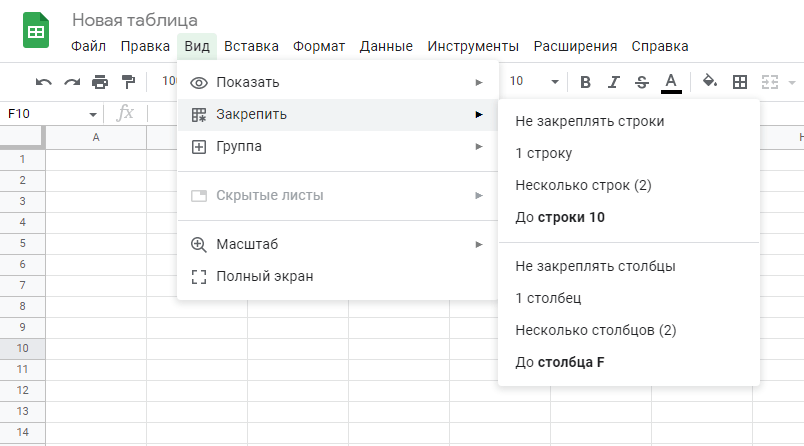 Новая таблица
Файл Правка Вид Вставка Формат Данные Инструменты Расширения Справка
100 10 B I S A
F10 fx
A H
Показать
Закрепить
Группа
Скрытые листы
Масштаб
Полный экран
Не закреплять строки
1 строку
Несколько строк (2)
До строки 10
Не закреплять столбцы
1 столбец
Несколько столбцов (2)
До столбца F
1
2
3
4
5
6
7
8
9
10
11
12
13
14